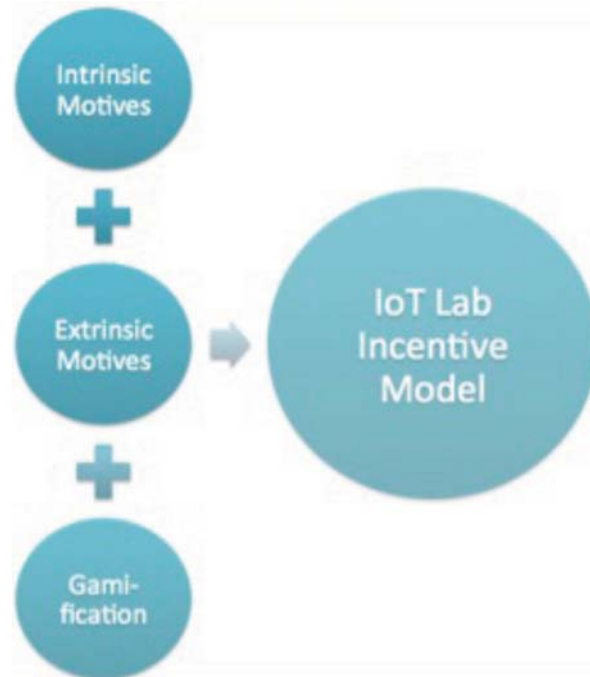 Intrinsic
Motives
Extrinsic
Motives
Gami-
fication
IoT Lab
Incentive
Model